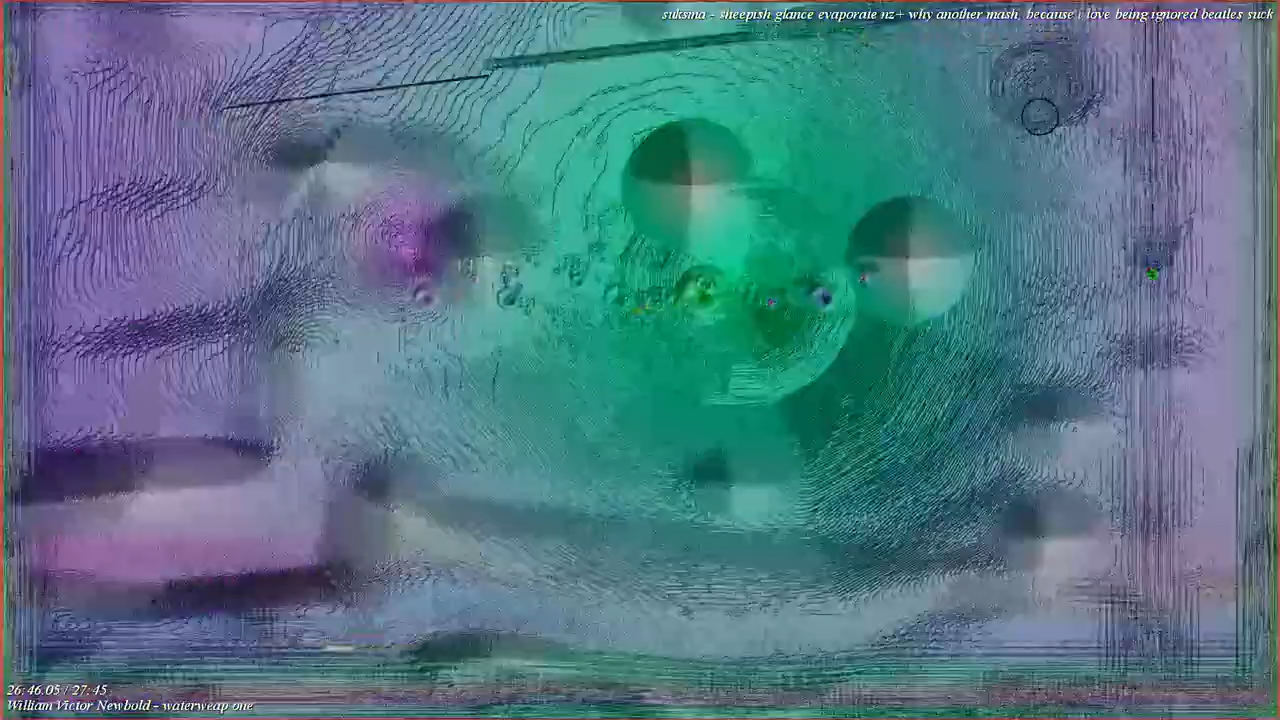 suksma - sheepish glance evaporate nz+ why another mash, because i love being ignored beatles suck
26:46.05 / 27:45
William Victor Newbold - waterweap one